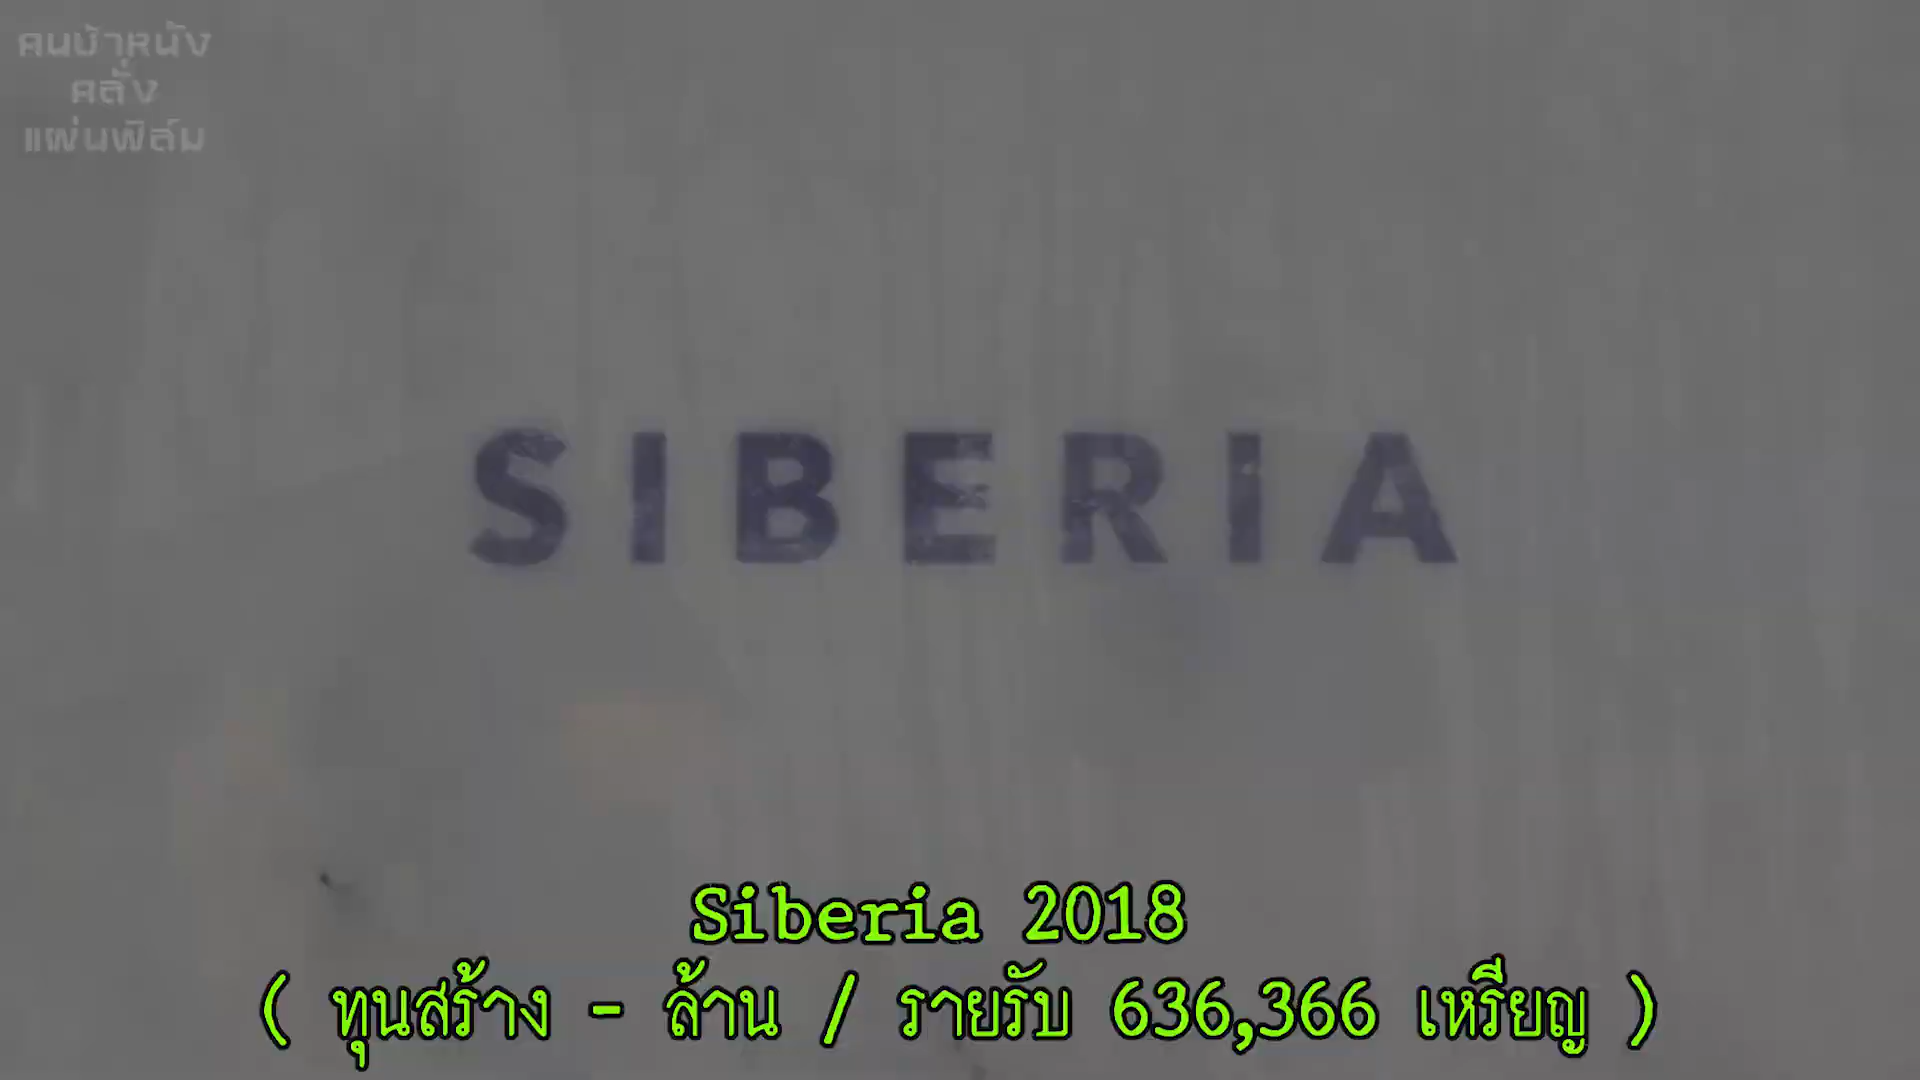 คนบ้าหนัง
คลั่ง
แผ่นฟิล์ม
SIBERIA
Siberia 2018
( ทุนสร้าง - ล้าน / รายรับ 636,366 เหรียญ )